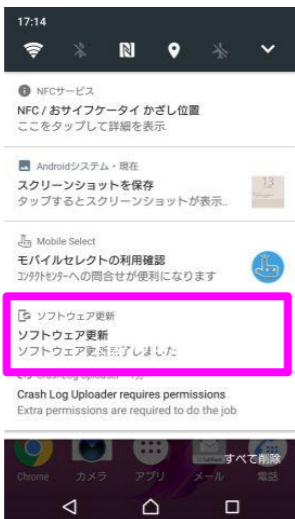 17:14
NFCサービス
NFC / おサイフケータイ かざし位置
ここをタップして詳細を表示
Androidシステム・現在
スクリーンショットを保存
タップするとスクリーンショットが表示..
Mobile Select
モバイルセレクトの利用確認
ｺﾝﾀｸﾄｾﾝﾀｰへの問合せが便利になります
ソフトウェア更新
ソフトウェア更新
ソフトウェア更新完了しました
Crash Log Uploader requires permissions
Extra permissions are required to do the job
すべて削除
Chrome カメラ アプリ メール 電話